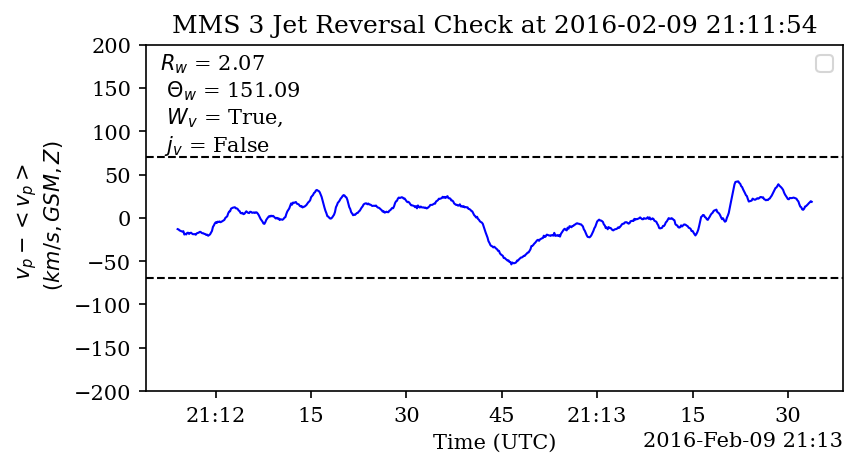 MMS 3 Jet Reversal Check at 2016-02-09 21:11:54
R_w = 2.07
Θ_w = 151.09
W_v = True,
j_v = False
v_p − < v_p >
(km/s, GSM, Z)
200
150
100
50
0
−50
−100
−150
−200
21:12 15 30 45 21:13 15 30
Time (UTC) 2016-Feb-09 21:13